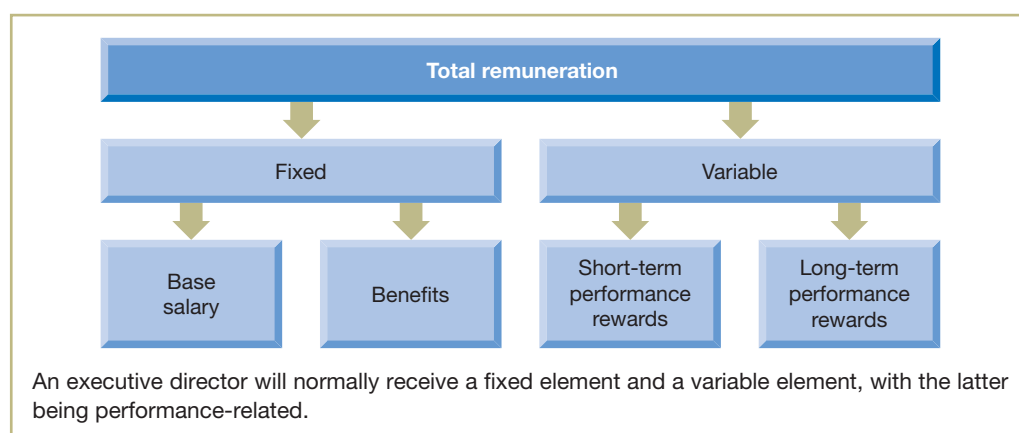 Total remuneration
Fixed
Variable
Base
salary
Benefits
Short-term
performance
rewards
Long-term
performance
rewards
An executive director will normally receive a fixed element and a variable element, with the latter
being performance-related.